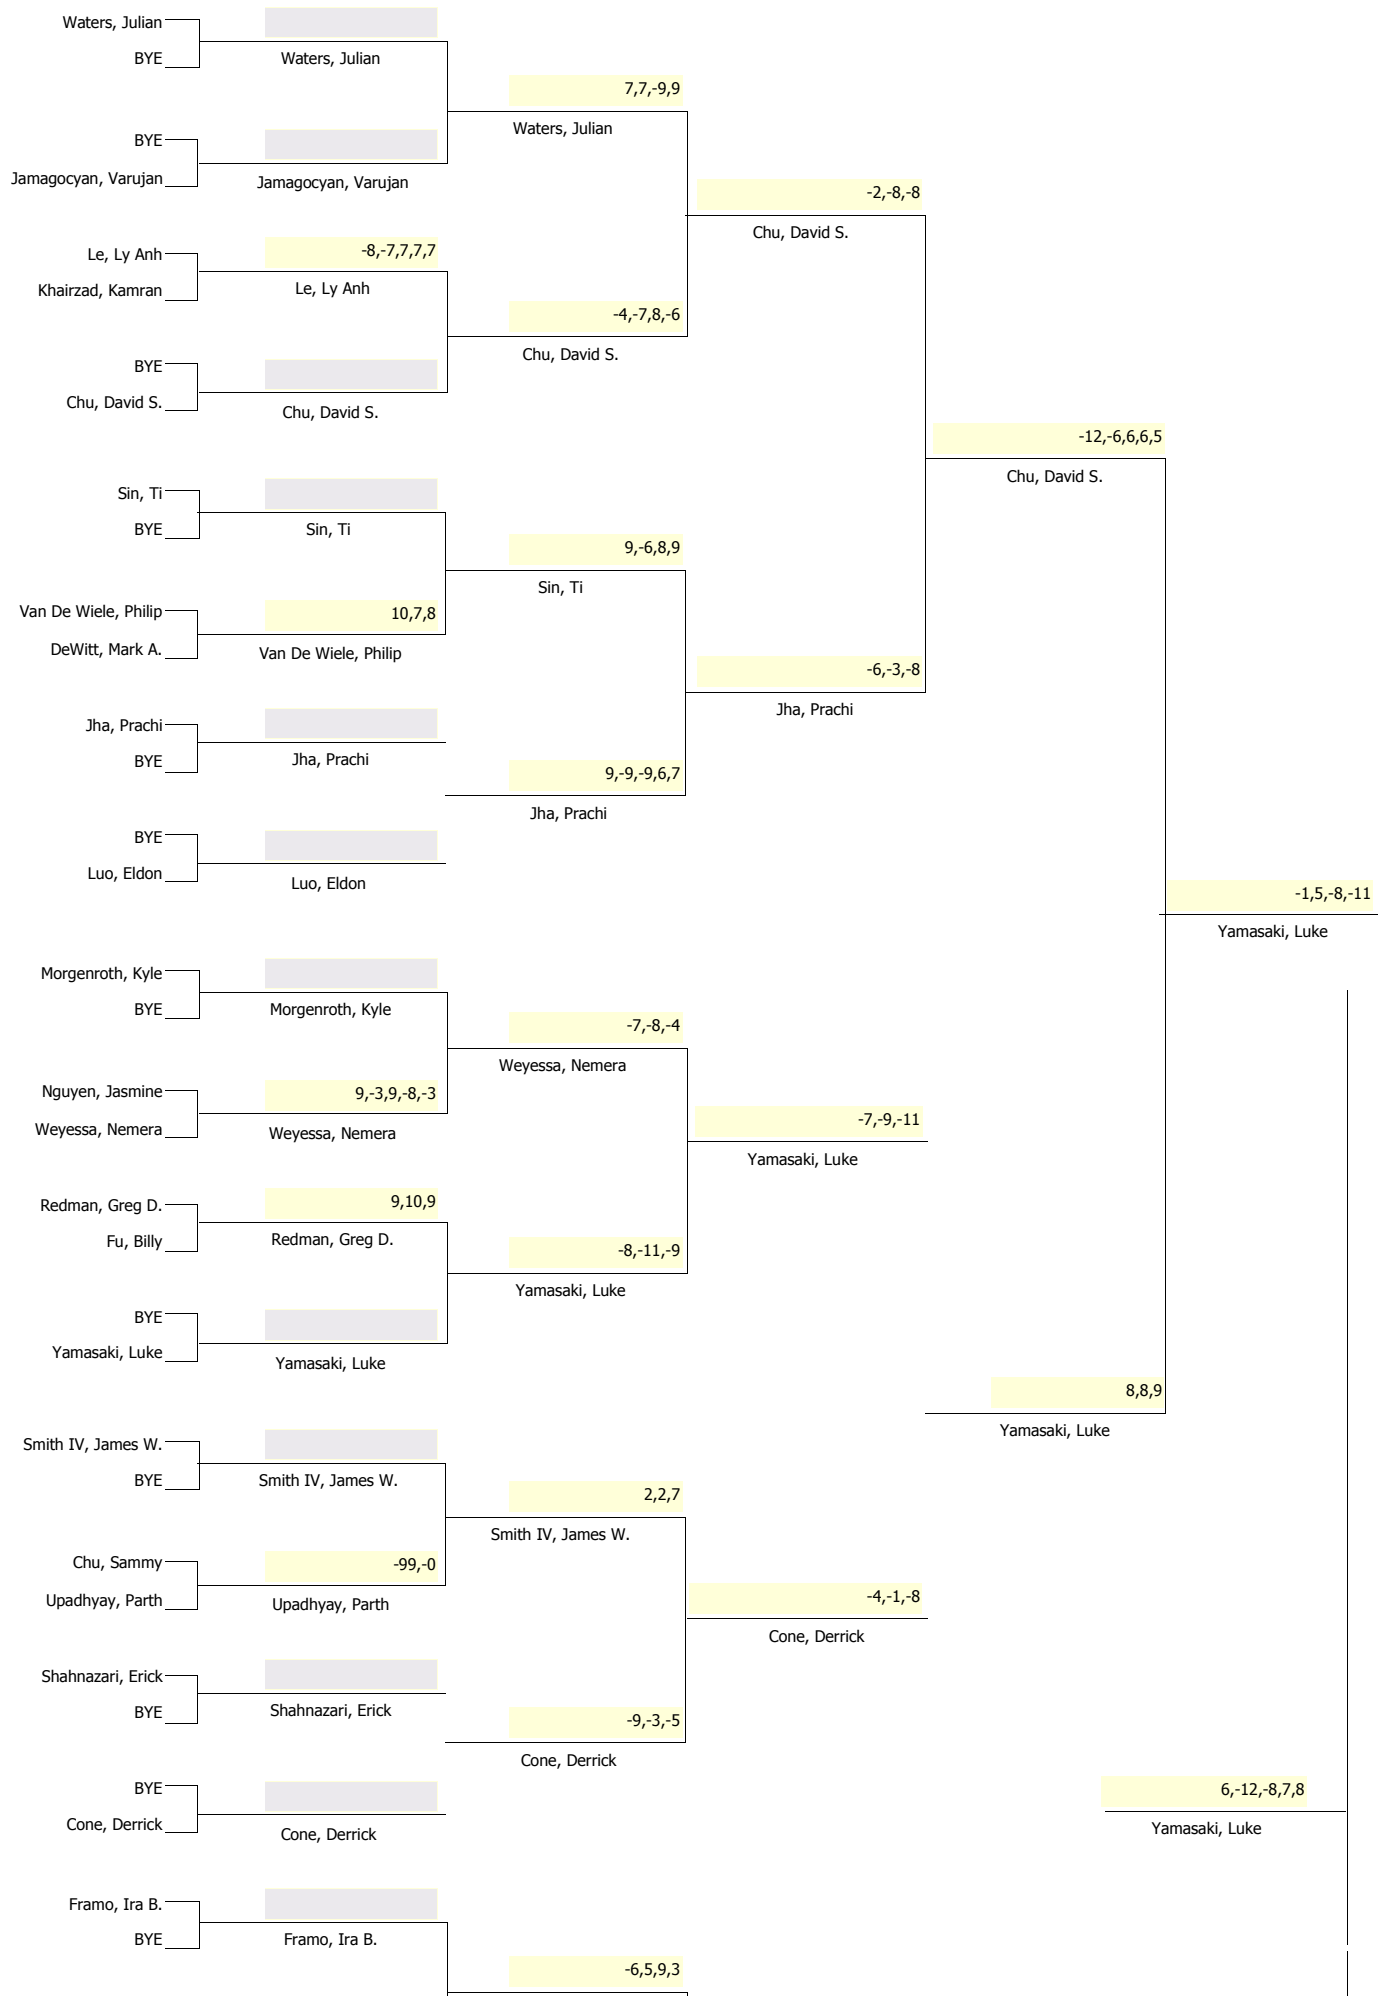 Waters, Julian
BYE
Waters, Julian
7,7,-9,9
Waters, Julian
BYE
Jamagocyan, Varujan
Jamagocyan, Varujan
-2,-8,-8
Chu, David S.
Le, Ly Anh
-8,-7,7,7,7
Khairzad, Kamran
Le, Ly Anh
-4,-7,8,-6
Chu, David S.
BYE
Chu, David S.
Chu, David S.
-12,-6,6,6,5
Chu, David S.
Sin, Ti
BYE
Sin, Ti
9,-6,8,9
Sin, Ti
Van De Wiele, Philip
10,7,8
DeWitt, Mark A.
Van De Wiele, Philip
-6,-3,-8
Jha, Prachi
Jha, Prachi
BYE
Jha, Prachi
9,-9,-9,6,7
Jha, Prachi
BYE
Luo, Eldon
Luo, Eldon
-1,5,-8,-11
Yamasaki, Luke
Morgenroth, Kyle
BYE
Morgenroth, Kyle
-7,-8,-4
Weyessa, Nemera
Nguyen, Jasmine
9,-3,9,-8,-3
Weyessa, Nemera
Weyessa, Nemera
-7,-9,-11
Yamasaki, Luke
Redman, Greg D.
9,10,9
Fu, Billy
Redman, Greg D.
-8,-11,-9
Yamasaki, Luke
BYE
Yamasaki, Luke
Yamasaki, Luke
8,8,9
Yamasaki, Luke
Smith IV, James W.
BYE
Smith IV, James W.
2,2,7
Smith IV, James W.
Chu, Sammy
-99,-0
Upadhyay, Parth
Upadhyay, Parth
-4,-1,-8
Cone, Derrick
Shahnazari, Erick
BYE
Shahnazari, Erick
-9,-3,-5
Cone, Derrick
BYE
Cone, Derrick
Cone, Derrick
6,-12,-8,7,8
Yamasaki, Luke
Framo, Ira B.
BYE
Framo, Ira B.
-6,5,9,3